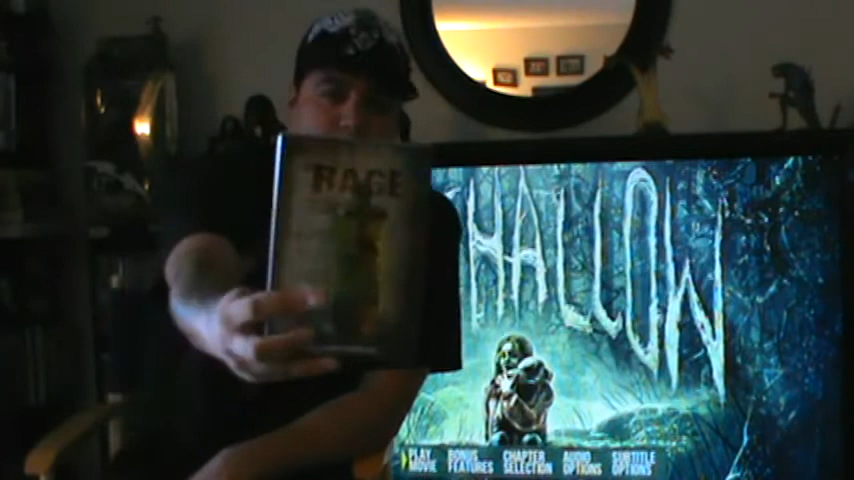 RAGE
HALLOW
PLAY MOVIE
BONUS FEATURES
CHAPTER SELECTION
AUDIO OPTIONS
SUBTITLE OPTIONS